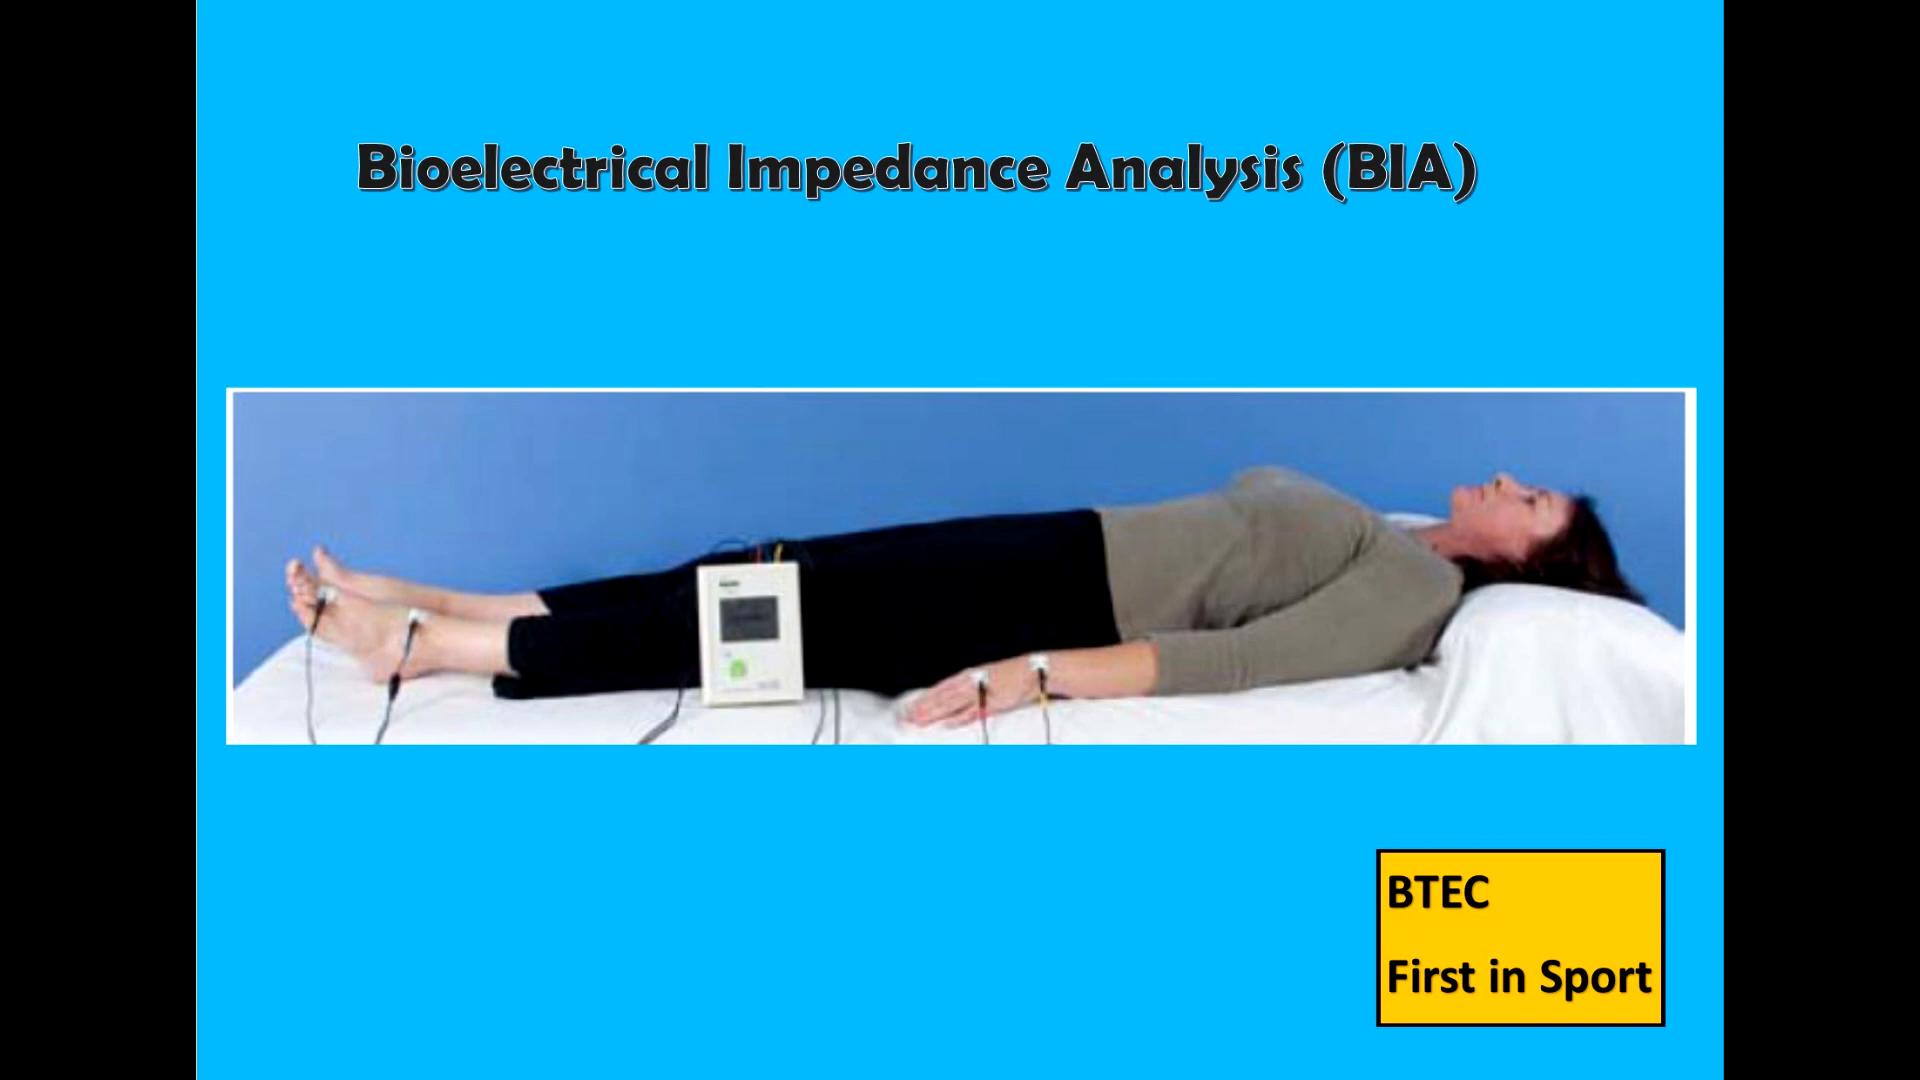 Bioelectrical Impedance Analysis (BIA)
BTEC
First in Sport